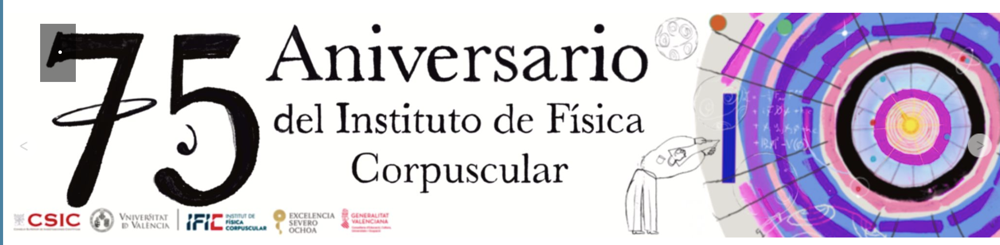 75
Aniversario
del Instituto de Física
Corpuscular
CSIC
VNIVERSITAT
ID VALÈNCIA
IFIC
INSTITUT DE
FÍSICA
CORPUSCULAR
EXCELENCIA
SEVERO
OCHOA
GENERALITAT
VALENCIANA